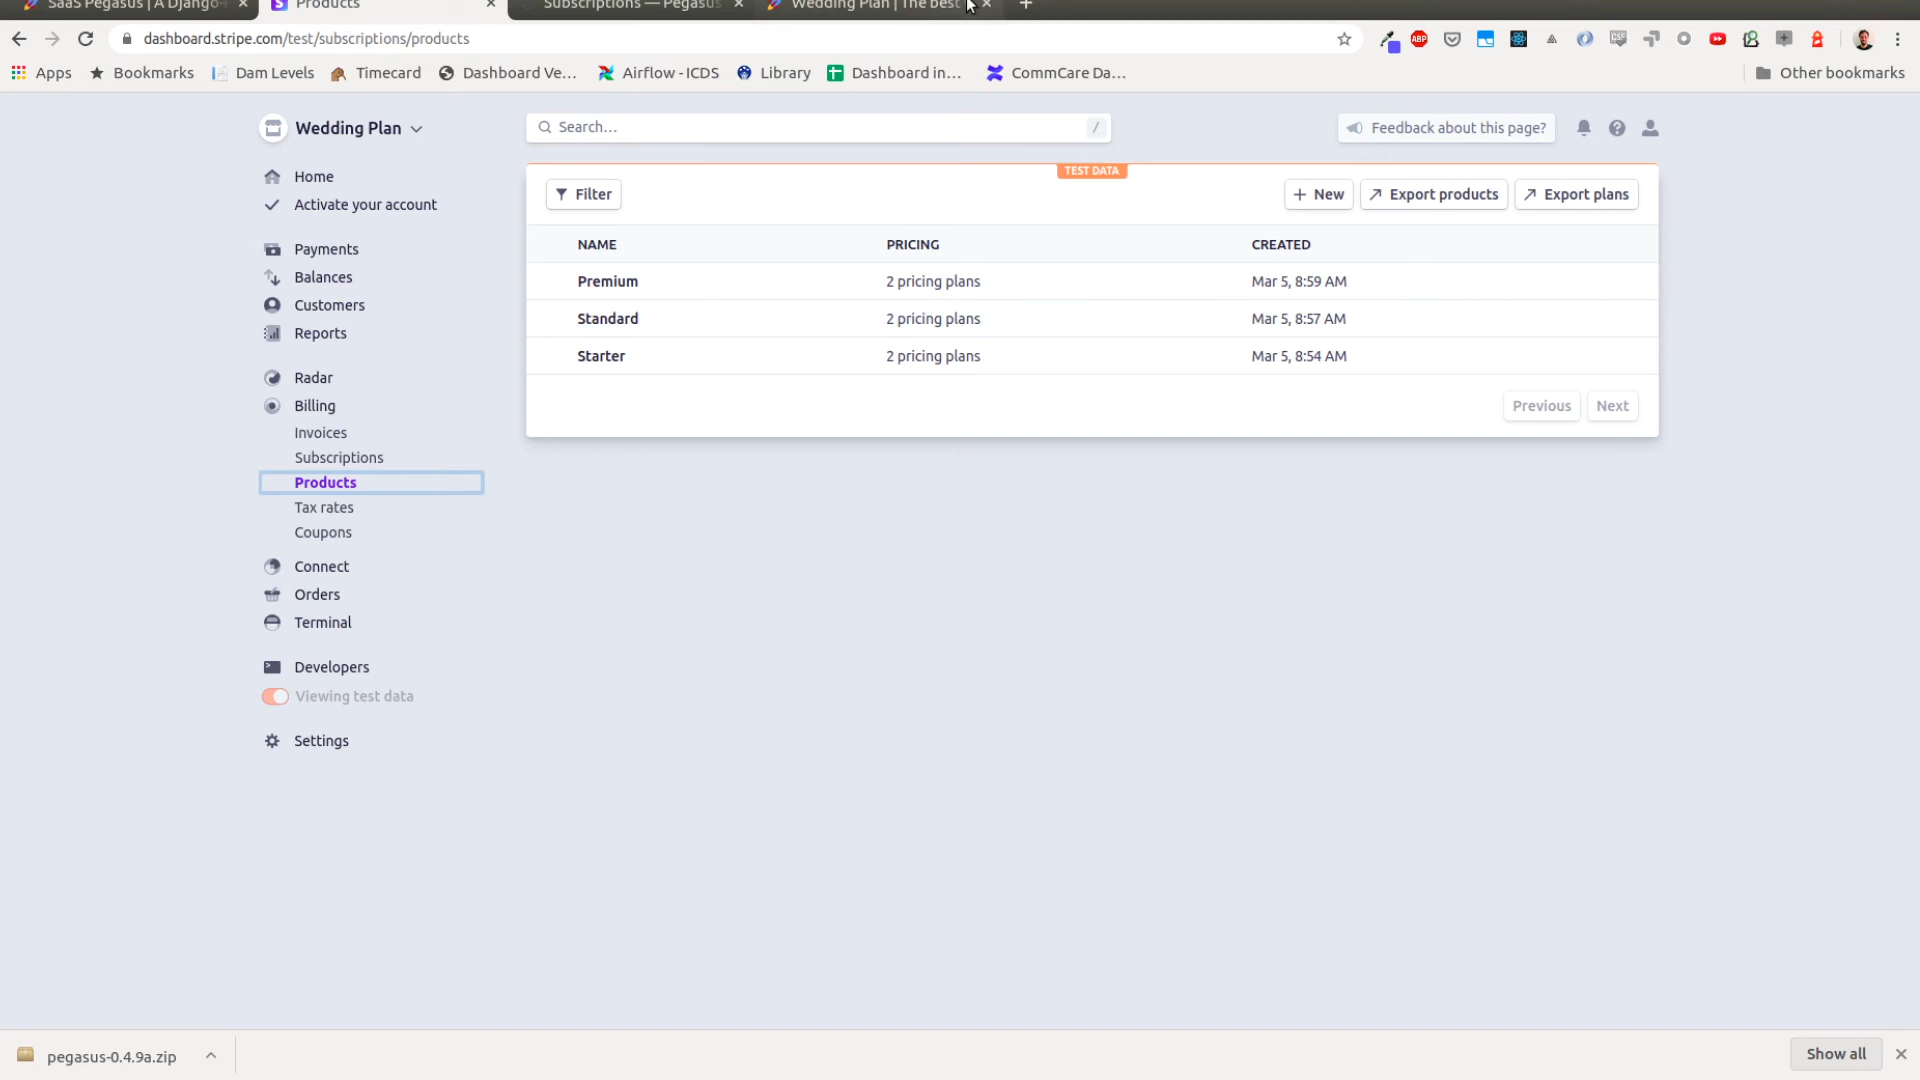 SaaS Pegasus | A Django- Products Subscriptions — Pegasus Wedding Plan | The best
dashboard.stripe.com/test/subscriptions/products
Apps Bookmarks Dam Levels Timecard Dashboard Ve... Airflow - ICDS Library Dashboard in... CommCare Da... Other bookmarks
Wedding Plan Search... / Feedback about this page?
Home
Activate your account
Payments
Balances
Customers
Reports
Radar
Billing
Invoices
Subscriptions
Products
Tax rates
Coupons
Connect
Orders
Terminal
Developers
Viewing test data
Settings
TEST DATA
Filter New Export products Export plans
NAME PRICING CREATED
Premium 2 pricing plans Mar 5, 8:59 AM
Standard 2 pricing plans Mar 5, 8:57 AM
Starter 2 pricing plans Mar 5, 8:54 AM
Previous Next
pegasus-0.4.9a.zip Show all